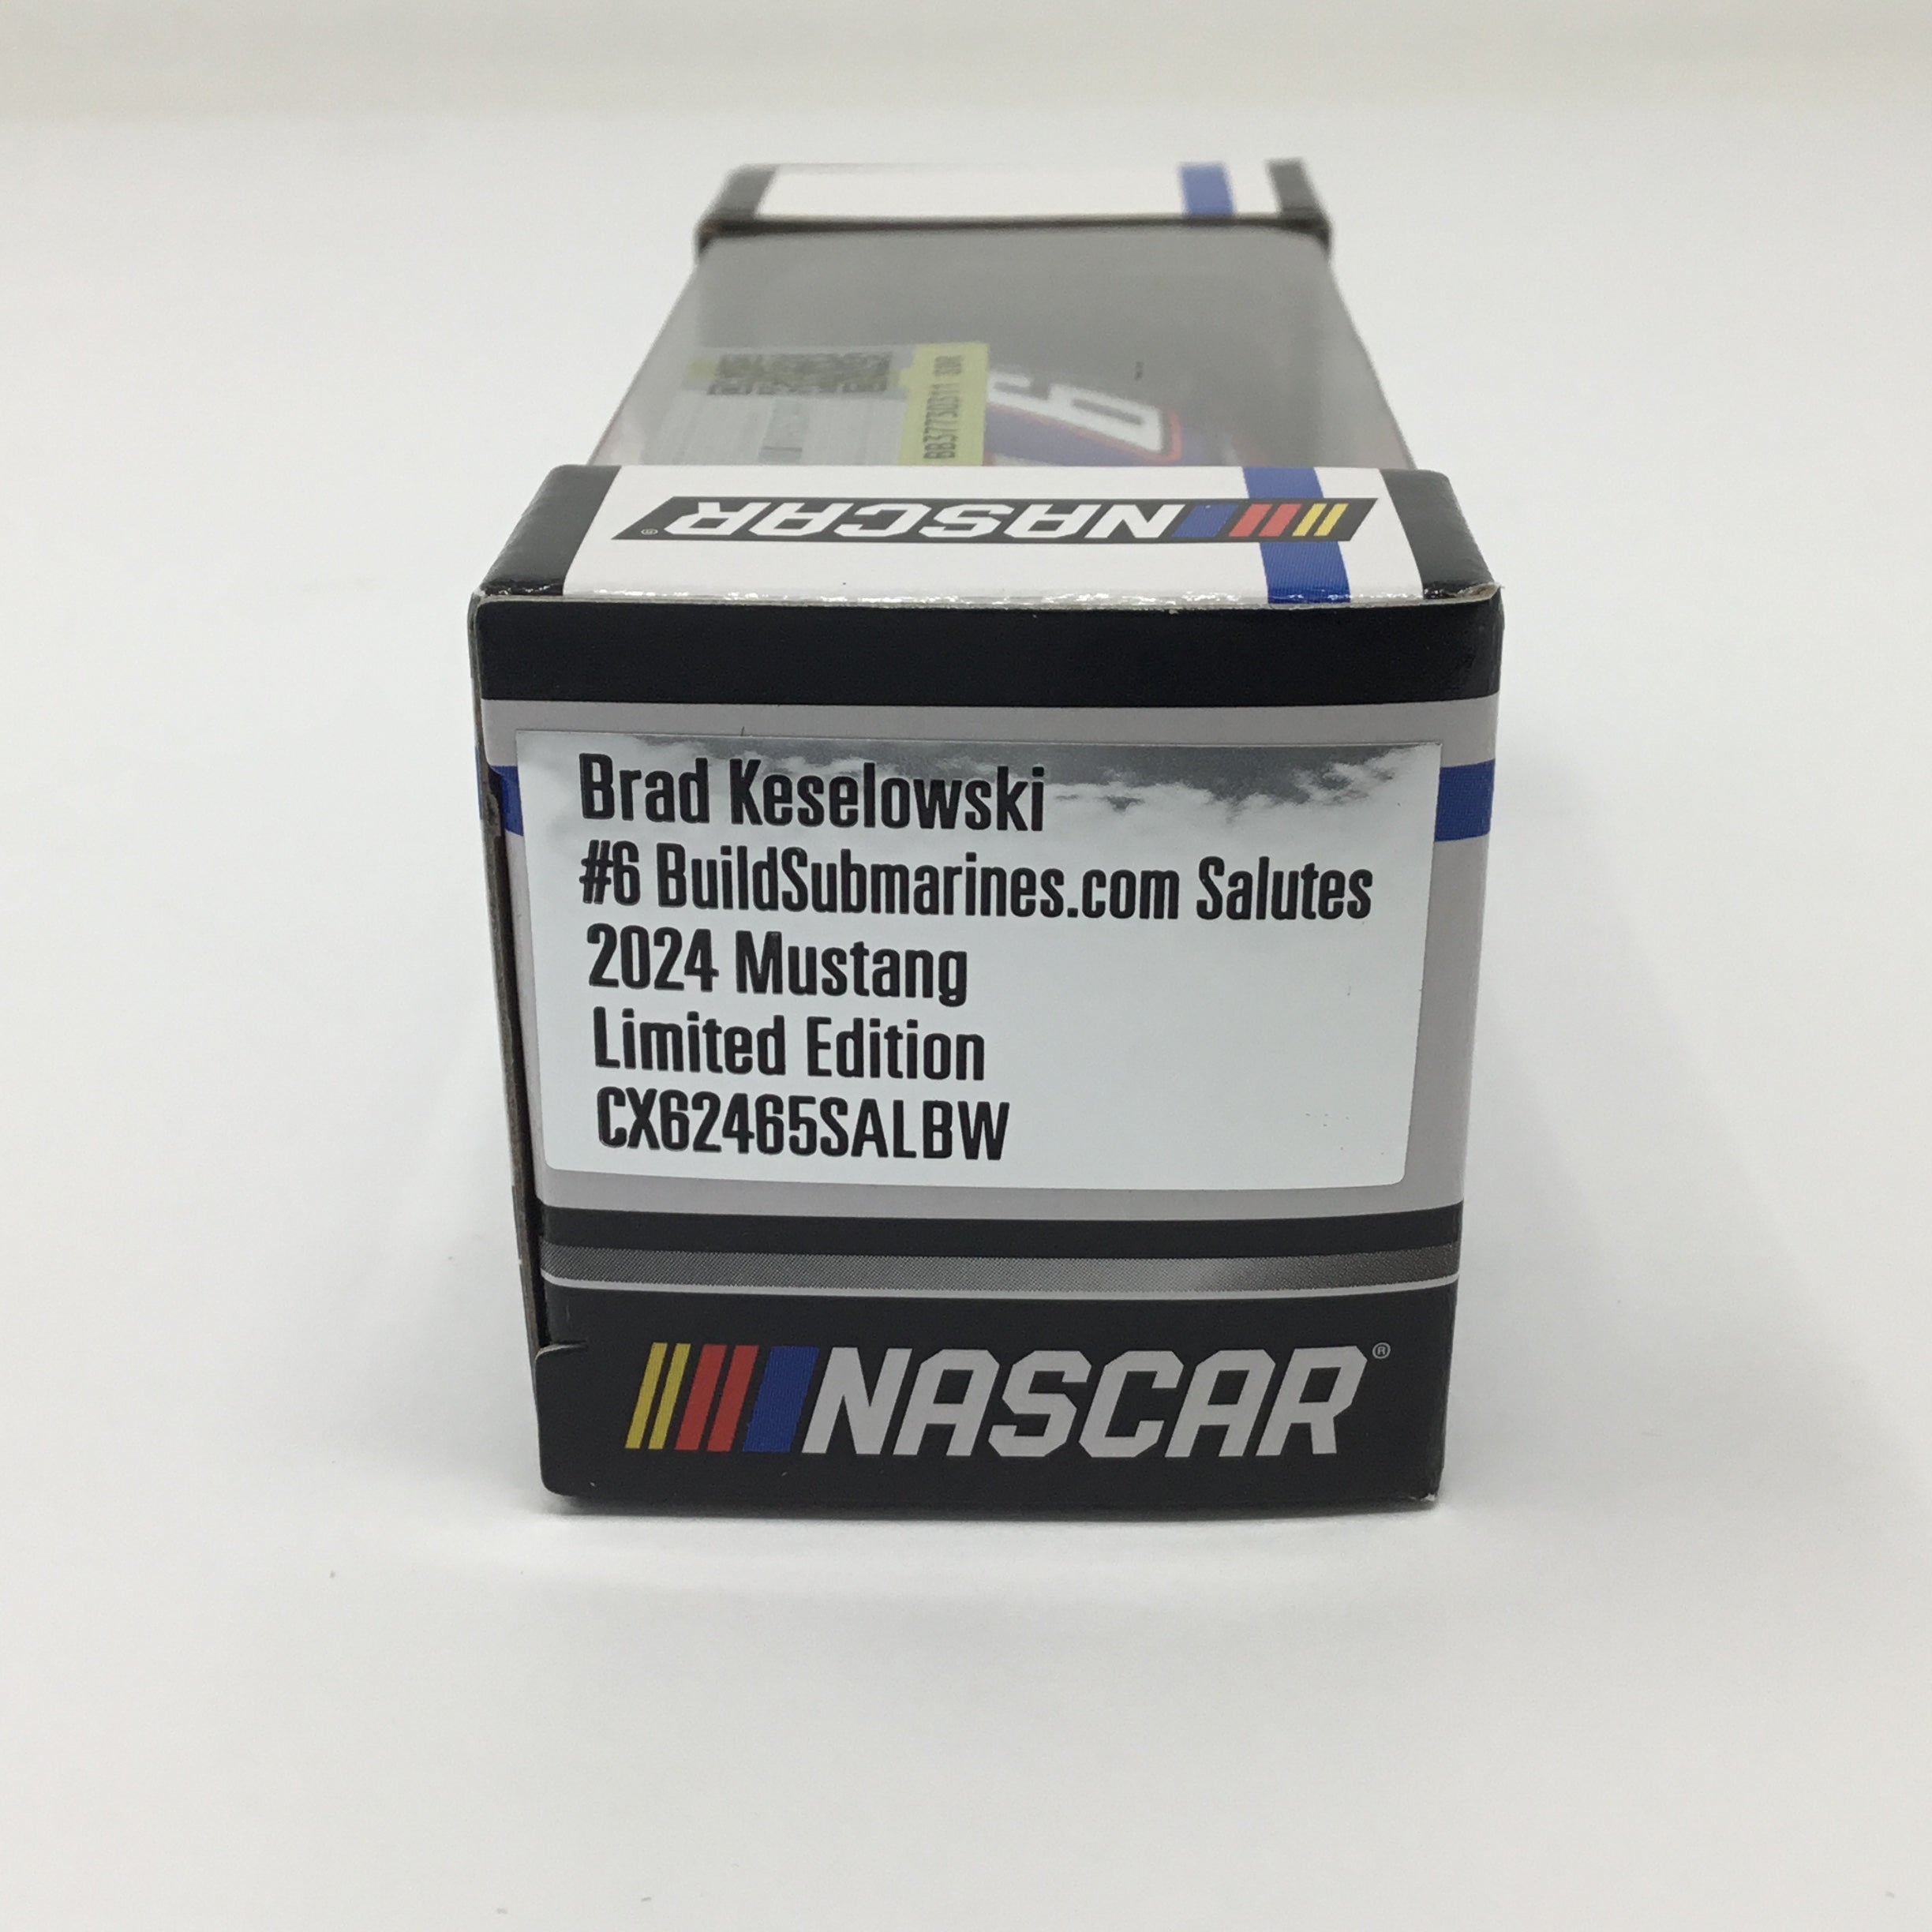 NASCAR
Brad Keselowski
#6 BuildSubmarines.com Salutes
2024 Mustang
Limited Edition
CX62465SALBW
NASCAR®